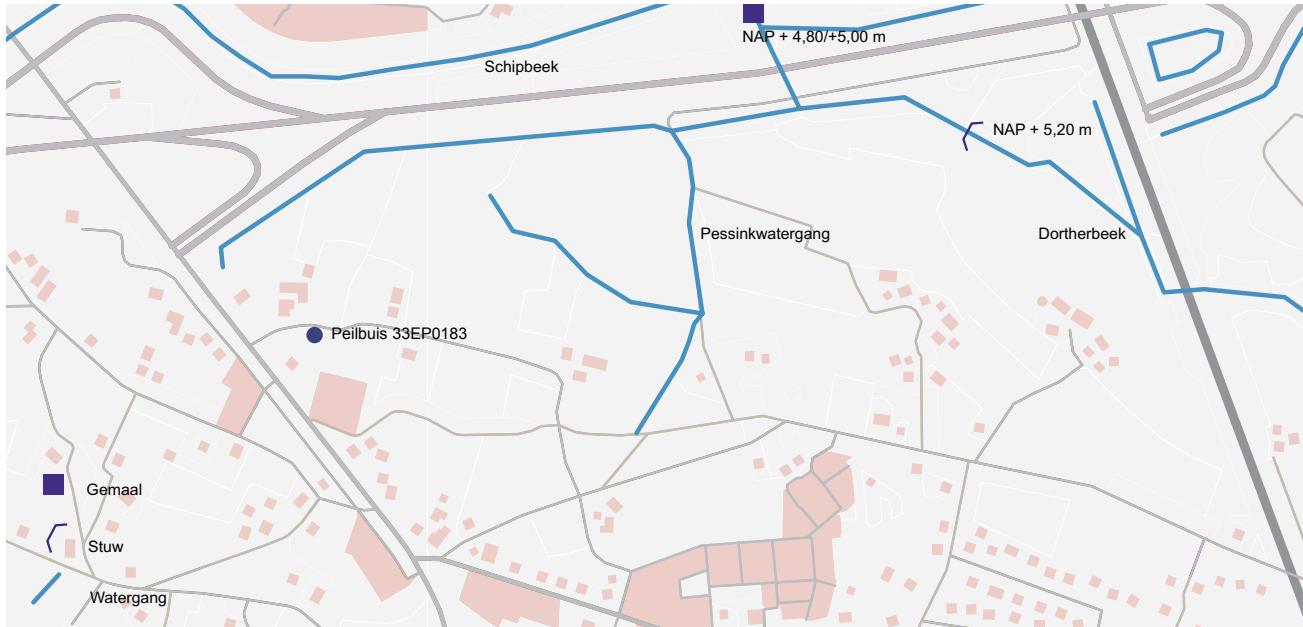 NAP + 4,80/+5,00 m
Schipbeek
NAP + 5,20 m
Pessinkwatergang
Dortherbeek
Peilbuis 33EP0183
Gemaal
Stuw
Watergang